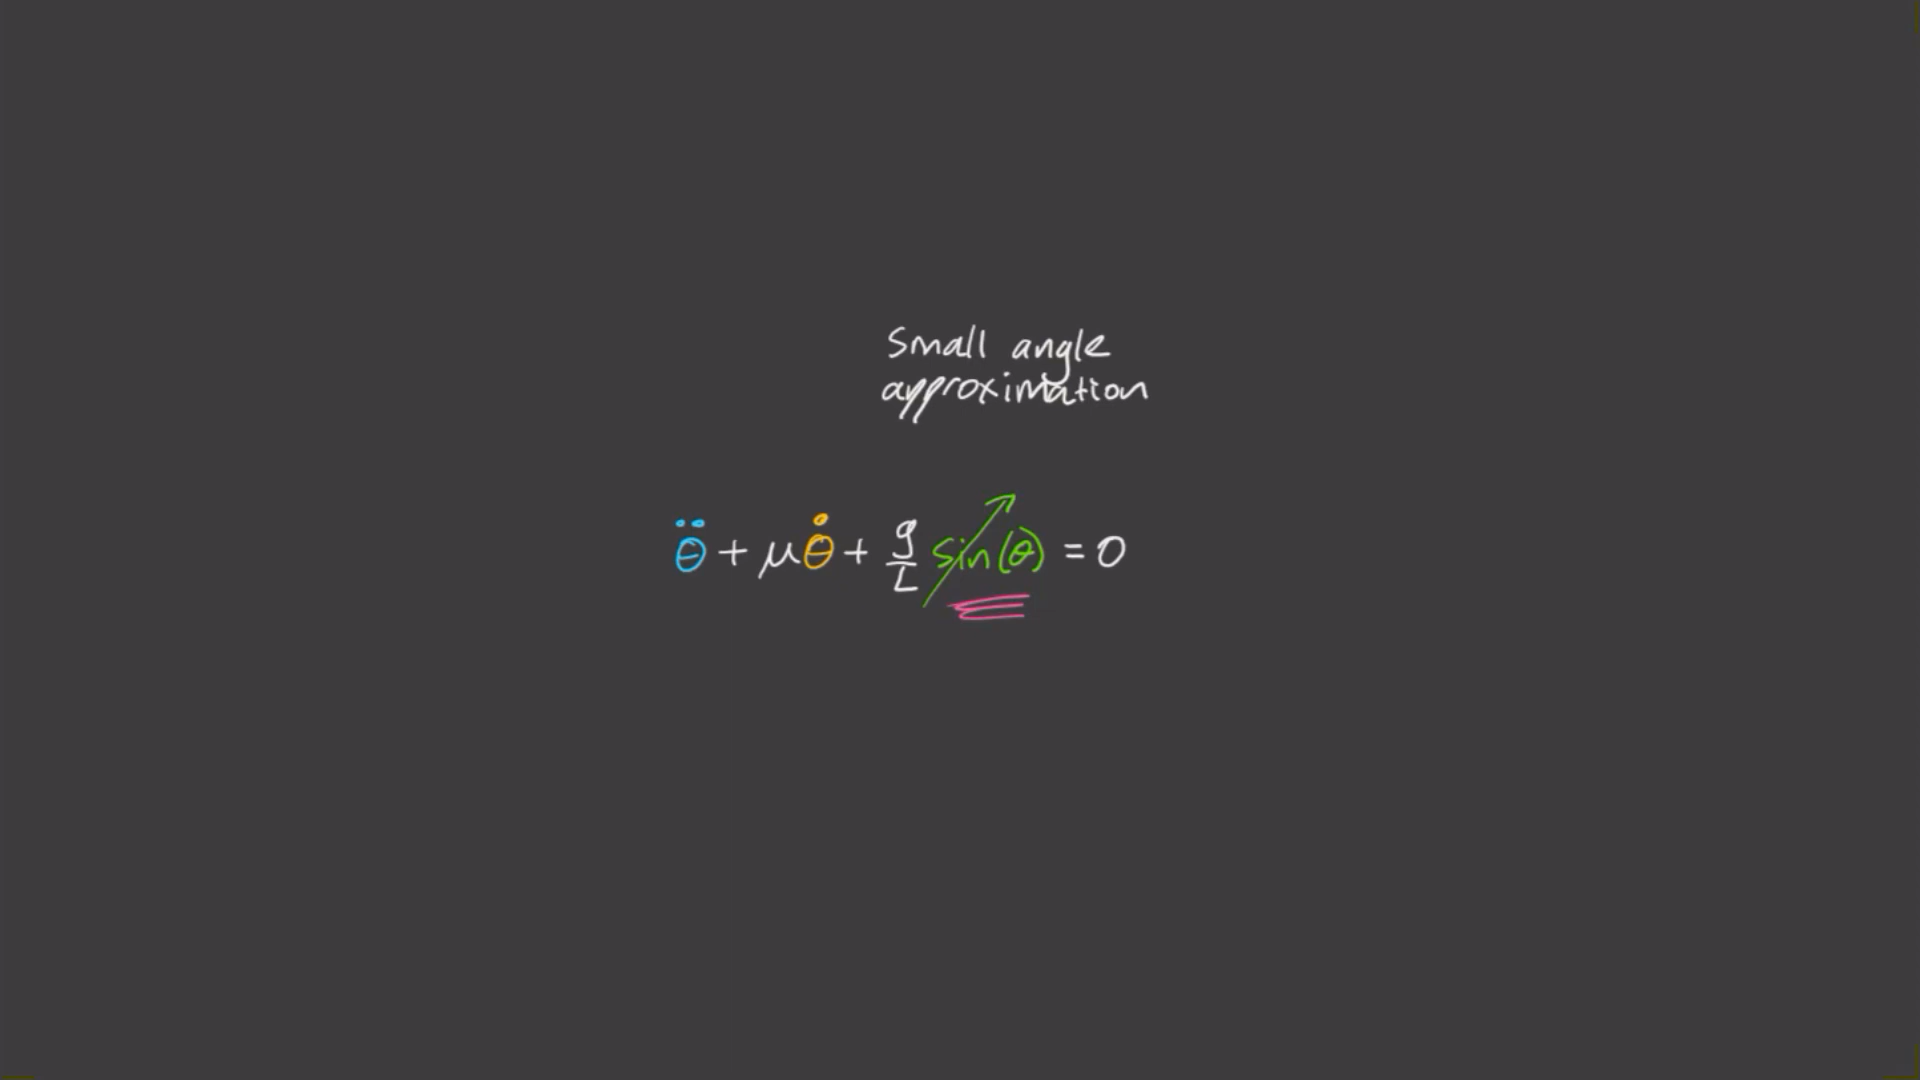 Small angle
approximation
θ̈ + μθ̇ + g/L sin(θ) = 0